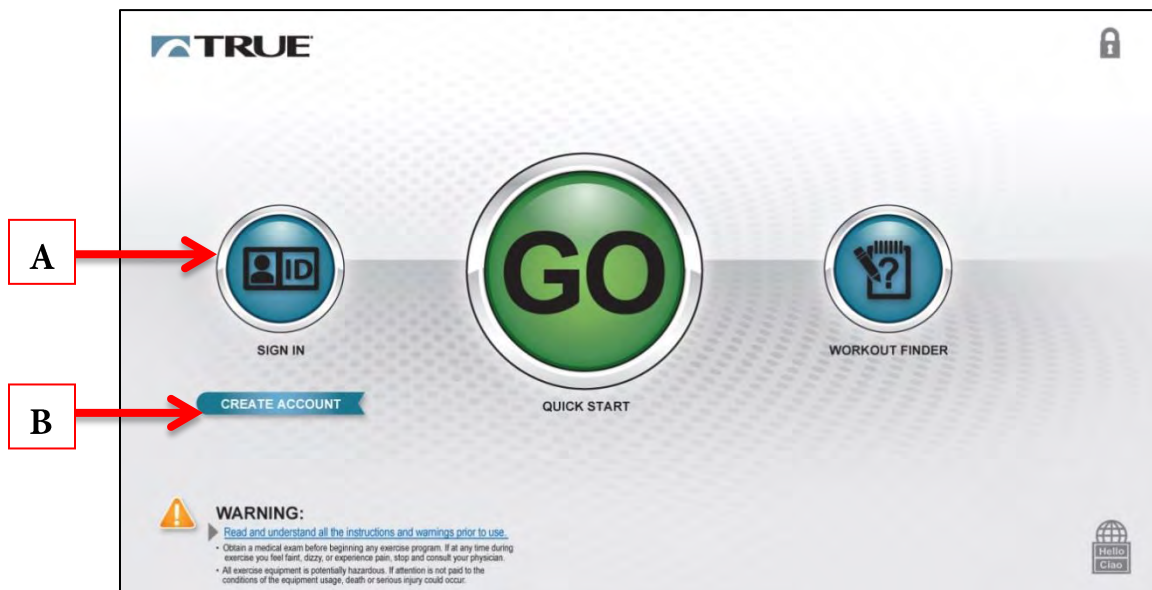 TRUE
A
ID
GO
?
SIGN IN
WORKOUT FINDER
B
CREATE ACCOUNT
QUICK START
WARNING:
Read and understand all the instructions and warnings prior to use.
• Obtain a medical exam before beginning any exercise program. If at any time during
exercise you feel faint, dizzy, or experience pain, stop and consult your physician.
• All exercise equipment is potentially hazardous. If attention is not paid to the
conditions of the equipment usage, death or serious injury could occur.
Hello
Ciao